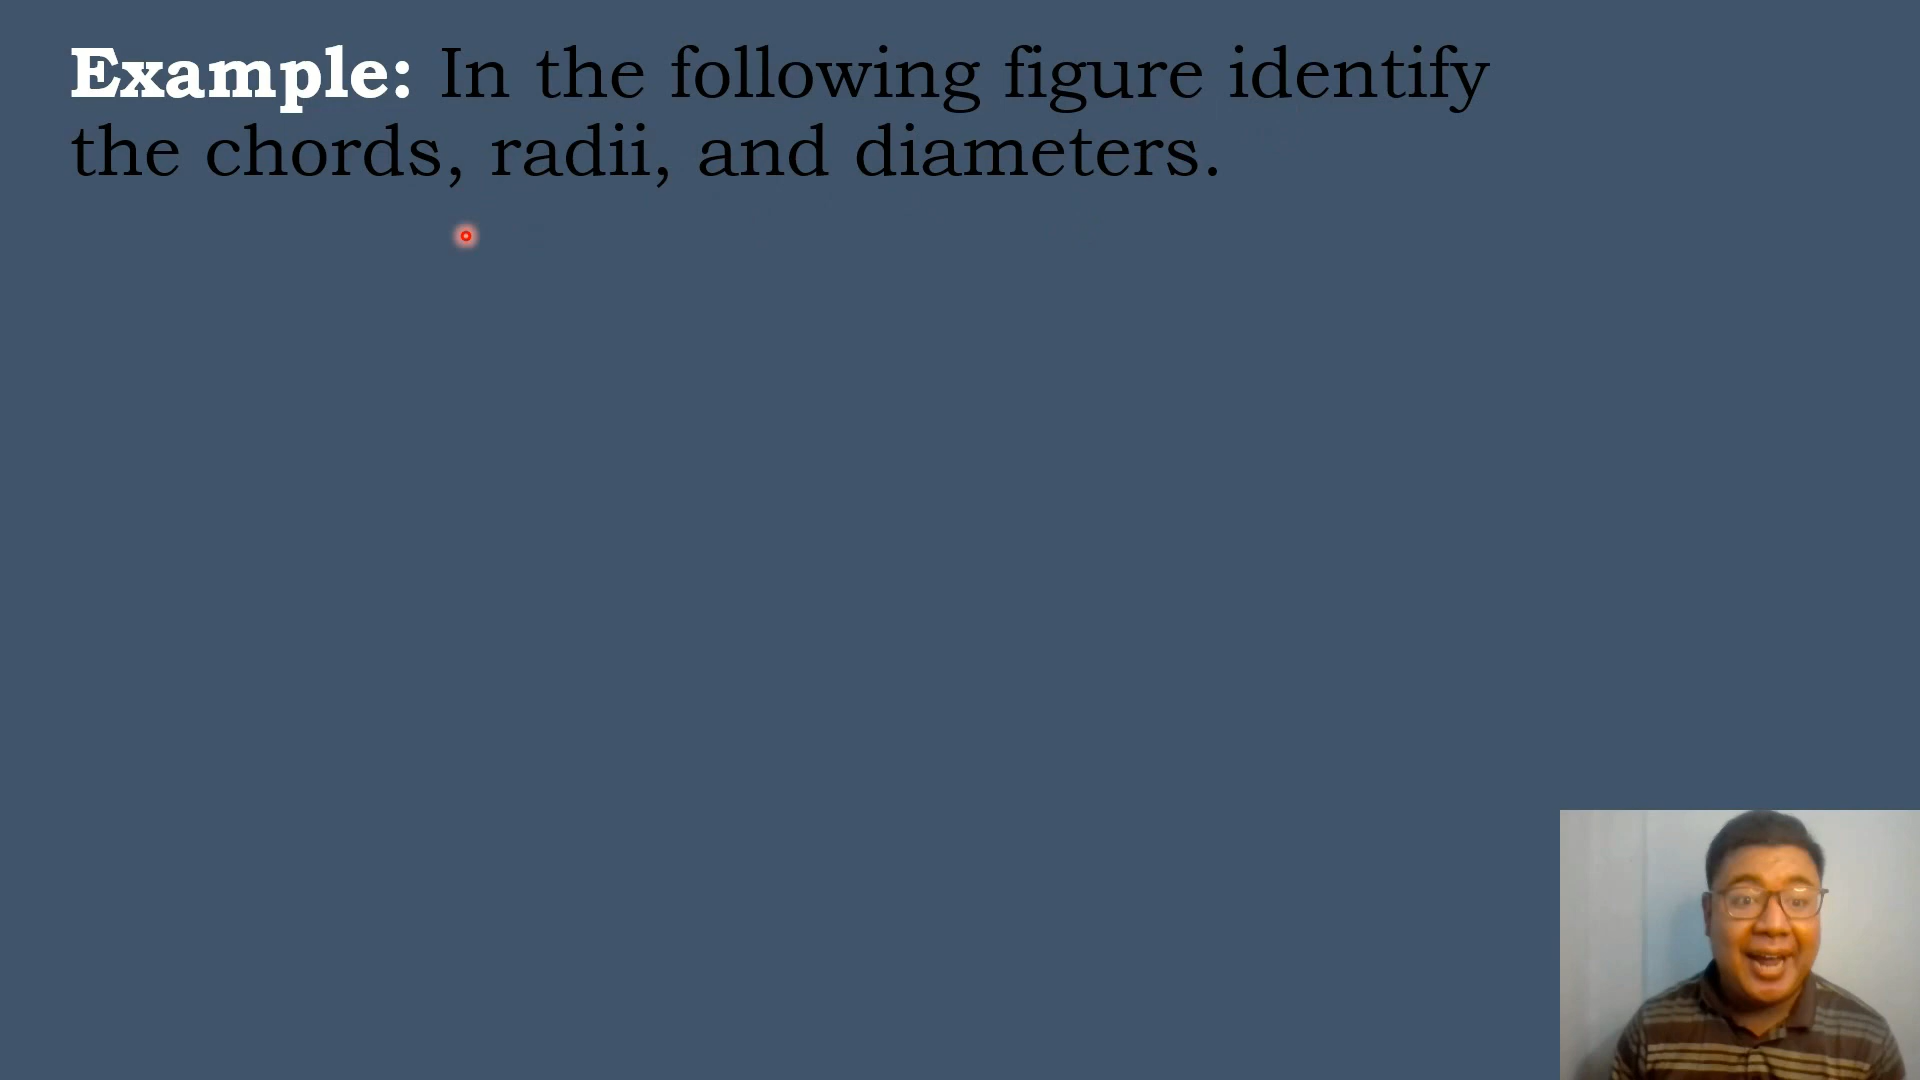 Example: In the following figure identify
the chords, radii, and diameters.